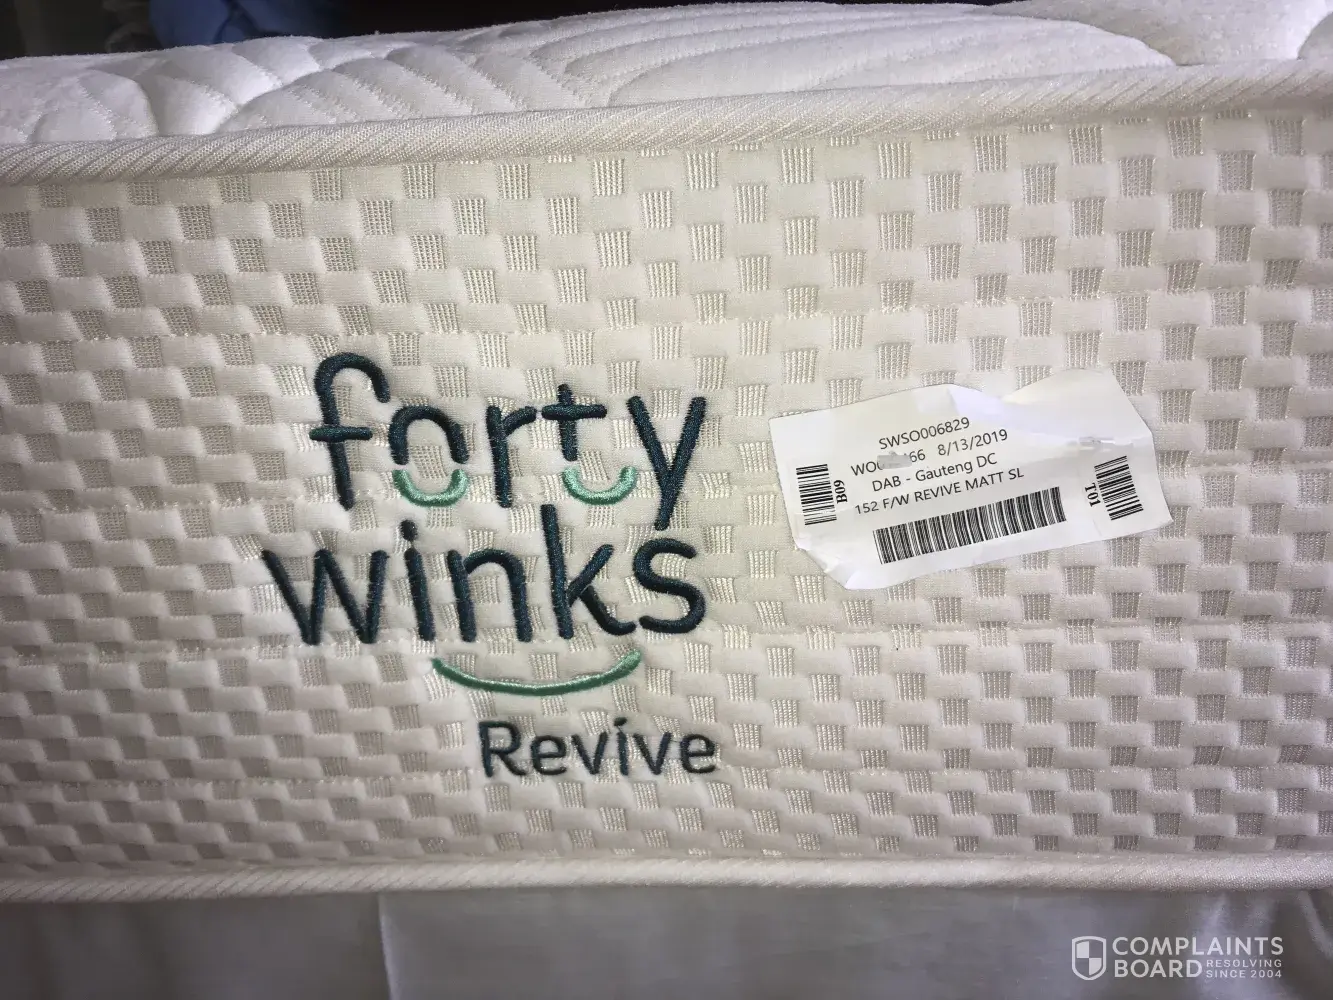 forty
winks
Revive
SWSO006829
8/13/2019
DAB - Gauteng DC
152 F/W REVIVE MATT SL
B09
T01
COMPLAINTS
BOARD RESOLVING
SINCE 2004